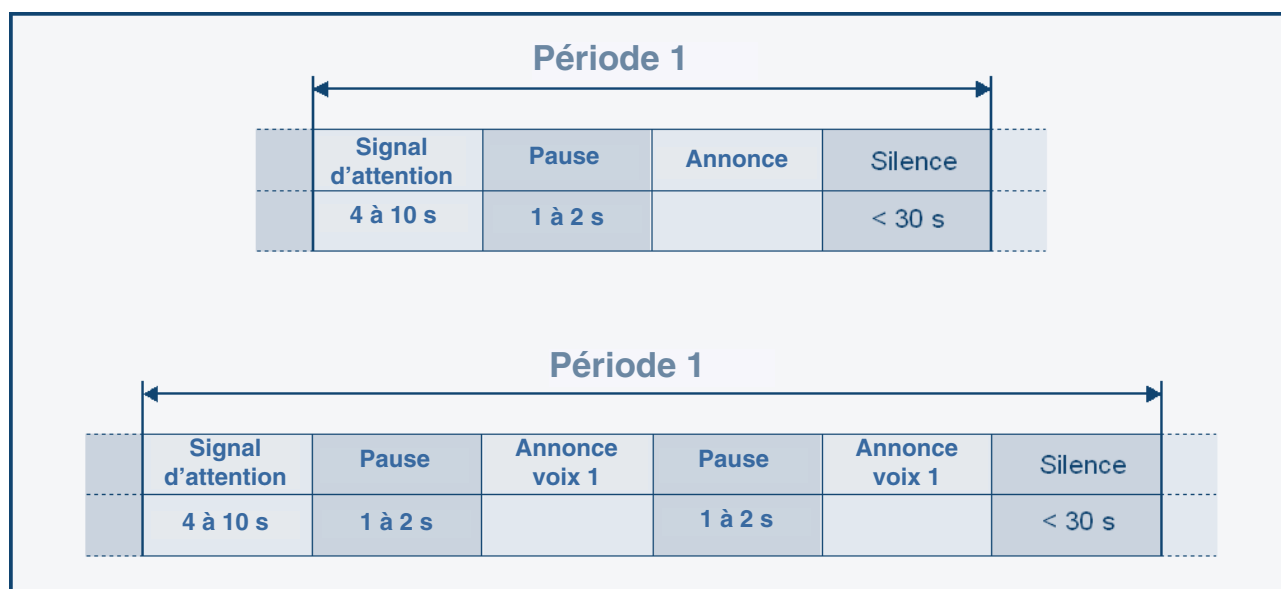 Période 1
Signal
d’attention
Pause
Annonce
Silence
4 à 10 s
1 à 2 s
< 30 s
Période 1
Signal
d’attention
Pause
Annonce
voix 1
Pause
Annonce
voix 1
Silence
4 à 10 s
1 à 2 s
1 à 2 s
< 30 s